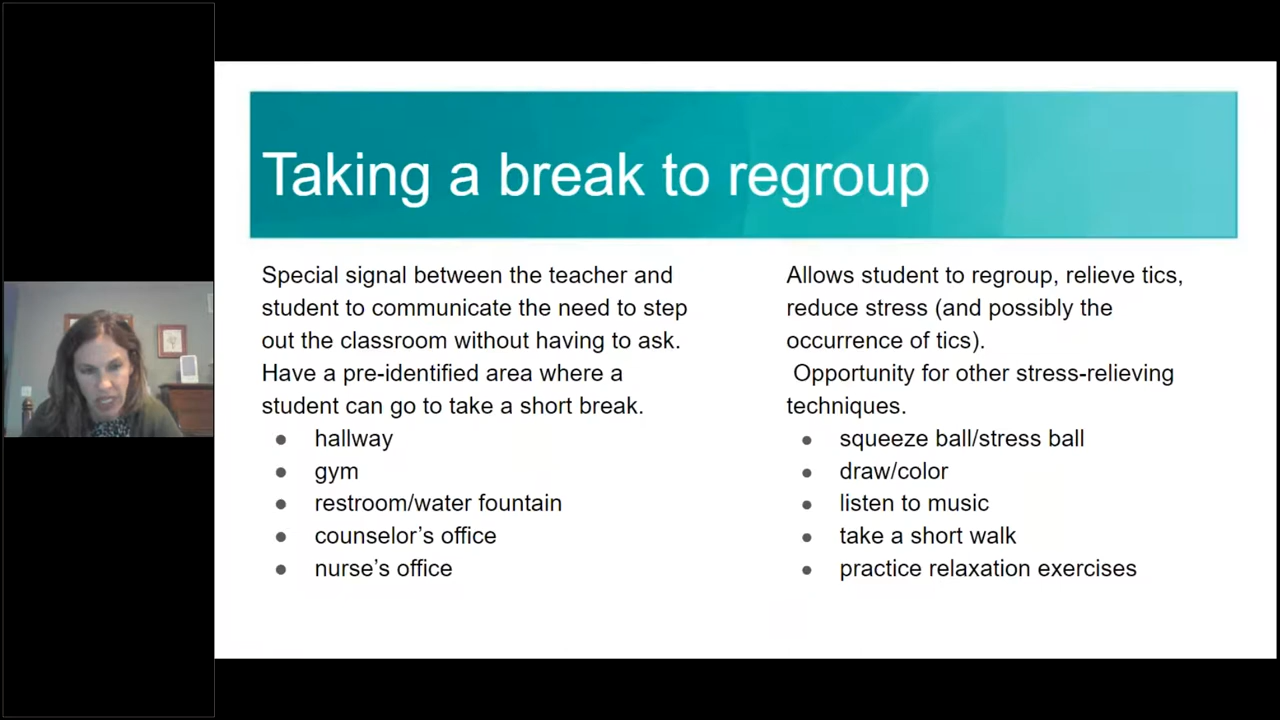 Taking a break to regroup
Special signal between the teacher and
student to communicate the need to step
out the classroom without having to ask.
Have a pre-identified area where a
student can go to take a short break.
● hallway
● gym
● restroom/water fountain
● counselor’s office
● nurse’s office
Allows student to regroup, relieve tics,
reduce stress (and possibly the
occurrence of tics).
Opportunity for other stress-relieving
techniques.
● squeeze ball/stress ball
● draw/color
● listen to music
● take a short walk
● practice relaxation exercises